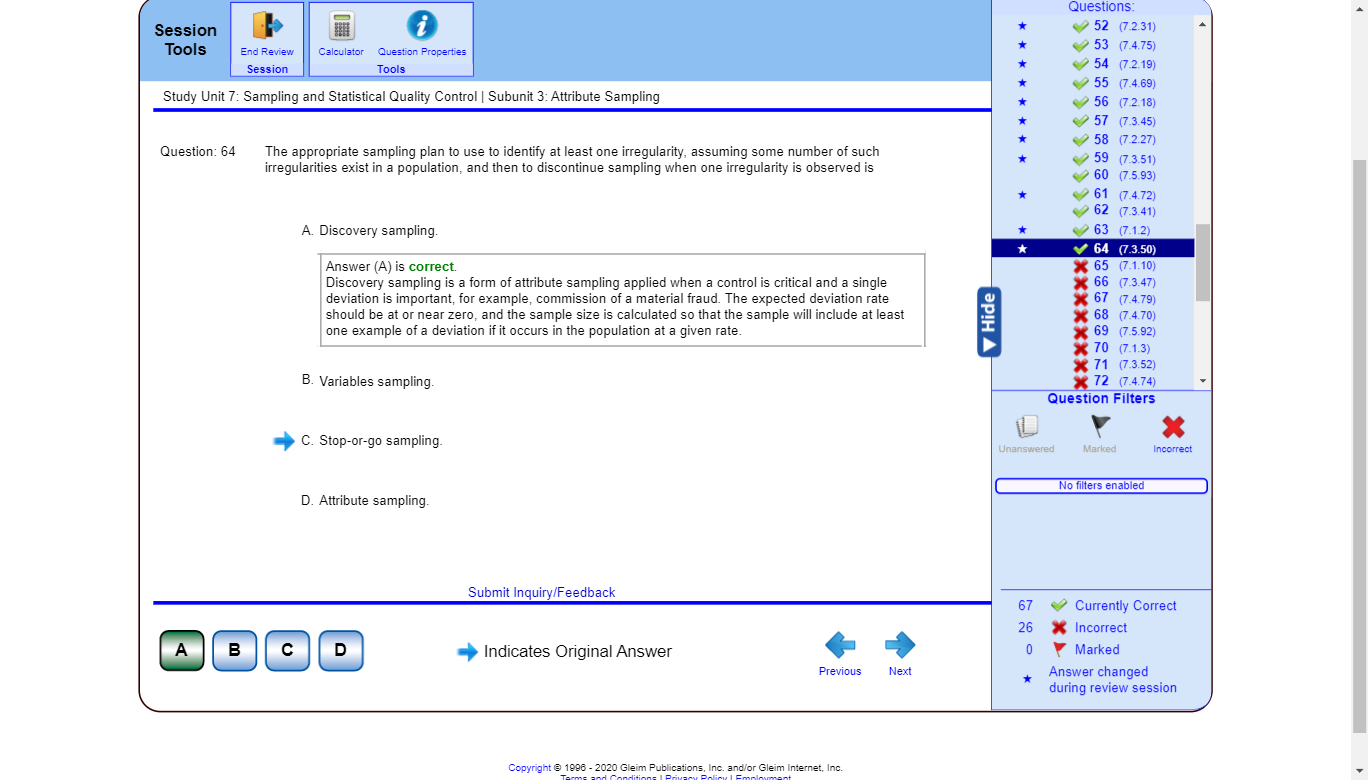 Session Tools
End Review
Session
Calculator
Question Properties
Tools
Study Unit 7: Sampling and Statistical Quality Control | Subunit 3: Attribute Sampling
Question: 64
The appropriate sampling plan to use to identify at least one irregularity, assuming some number of such
irregularities exist in a population, and then to discontinue sampling when one irregularity is observed is
A. Discovery sampling.
Answer (A) is correct.
Discovery sampling is a form of attribute sampling applied when a control is critical and a single
deviation is important, for example, commission of a material fraud. The expected deviation rate
should be at or near zero, and the sample size is calculated so that the sample will include at least
one example of a deviation if it occurs in the population at a given rate.
B. Variables sampling.
C. Stop-or-go sampling.
D. Attribute sampling.
Submit Inquiry/Feedback
A
B
C
D
Indicates Original Answer
Previous
Next
Questions:
52 (7.2.31)
53 (7.4.75)
54 (7.2.19)
55 (7.4.69)
56 (7.2.18)
57 (7.3.45)
58 (7.2.27)
59 (7.3.51)
60 (7.5.93)
61 (7.4.72)
62 (7.3.41)
63 (7.1.2)
64 (7.3.50)
65 (7.1.10)
66 (7.3.47)
67 (7.4.79)
68 (7.4.70)
69 (7.5.92)
70 (7.1.3)
71 (7.3.52)
72 (7.4.74)
Hide
Question Filters
Unanswered
Marked
Incorrect
No filters enabled
67 Currently Correct
26 Incorrect
0 Marked
Answer changed
during review session
Copyright © 1996 - 2020 Gleim Publications, Inc. and/or Gleim Internet, Inc.
Terms and Conditions | Privacy Policy | Employment